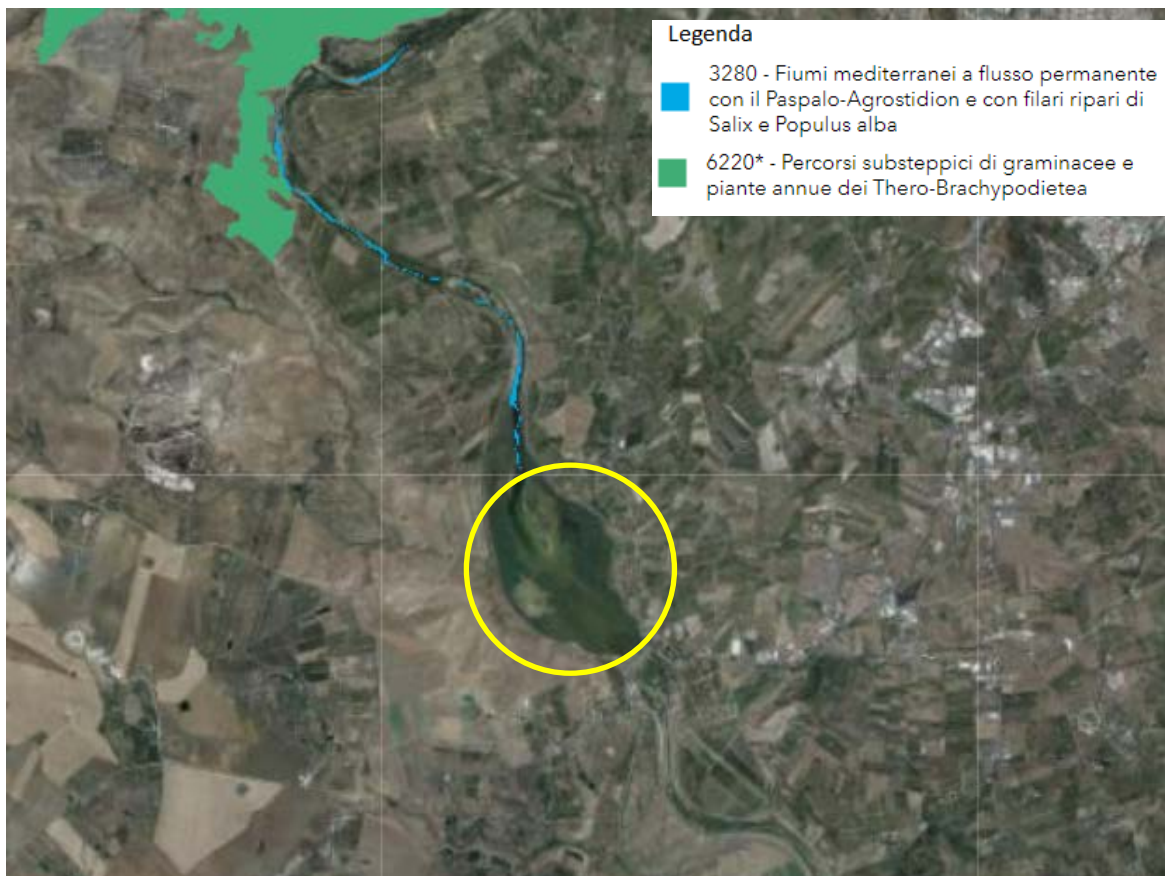 Legenda
3280 - Fiumi mediterranei a flusso permanente
con il Paspalo-Agrostidion e con filari ripari di
Salix e Populus alba
6220* - Percorsi substeppici di graminacee e
piante annue dei Thero-Brachypodietea